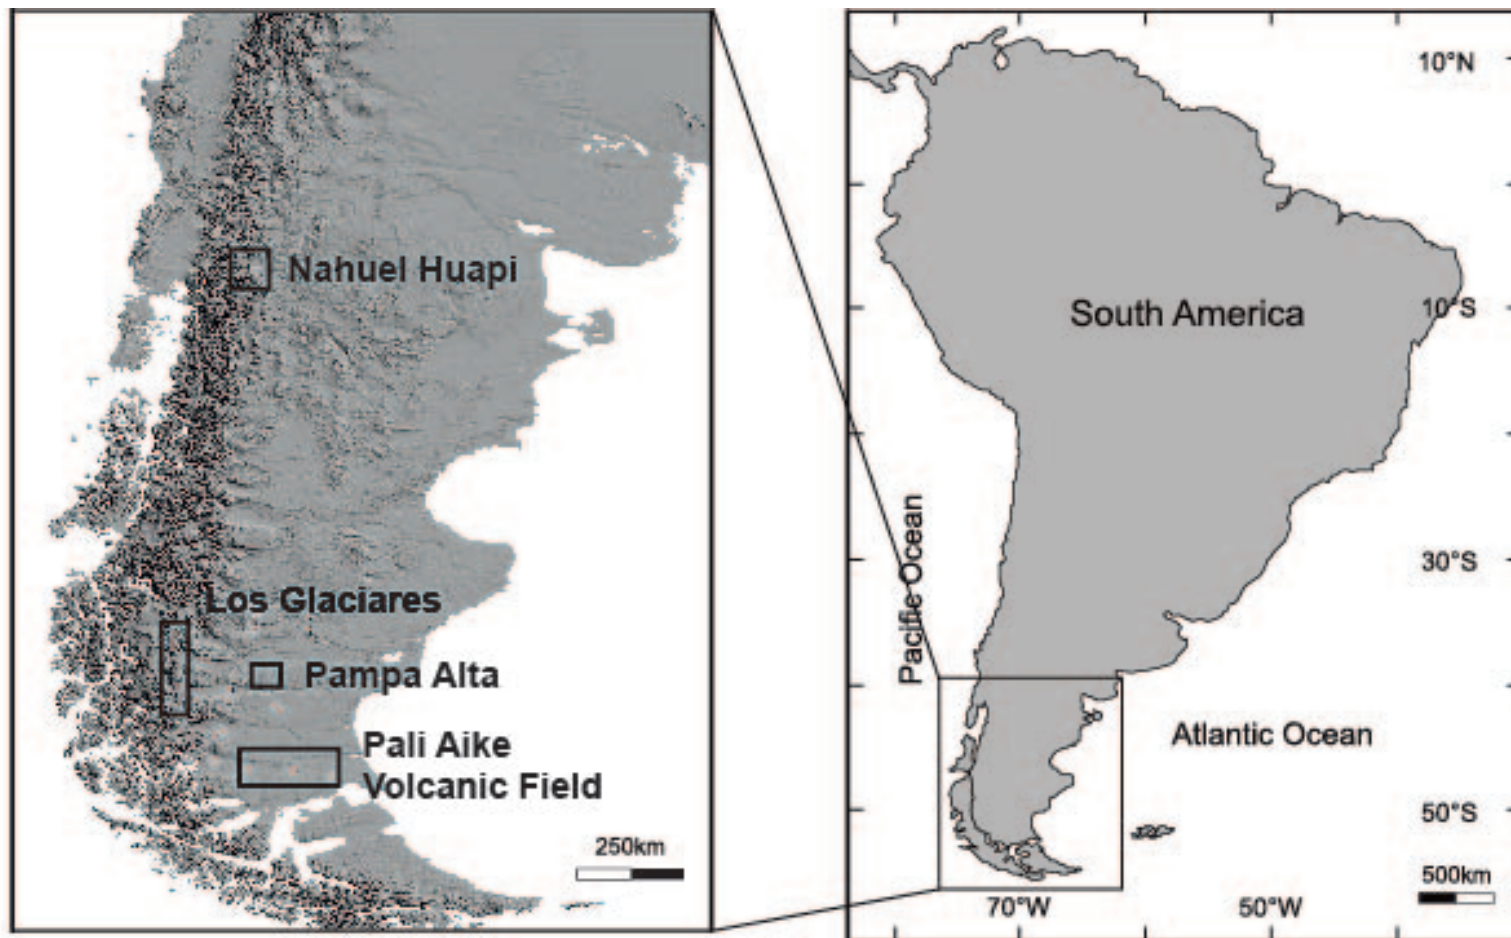 Nahuel Huapi
Los Glaciares
Pampa Alta
Pali Aike
Volcanic Field
250km
10°N
South America
10°S
Pacific Ocean
30°S
Atlantic Ocean
50°S
500km
70°W
50°W